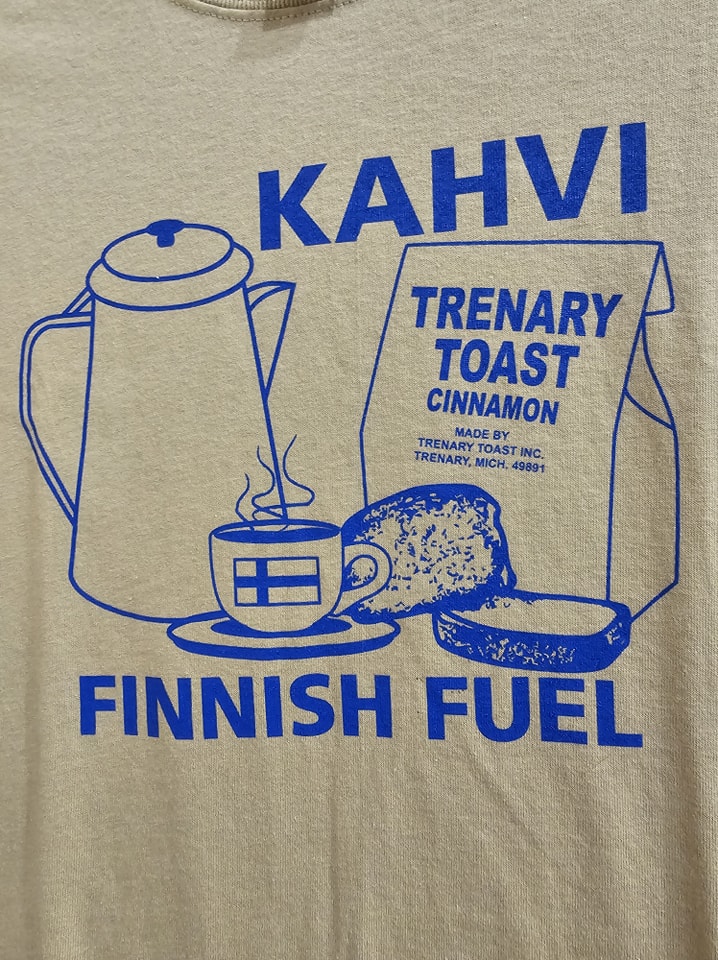 KAHVI
TRENARY
TOAST
CINNAMON
MADE BY
TRENARY TOAST INC.
TRENARY, MICH. 49891
FINNISH FUEL